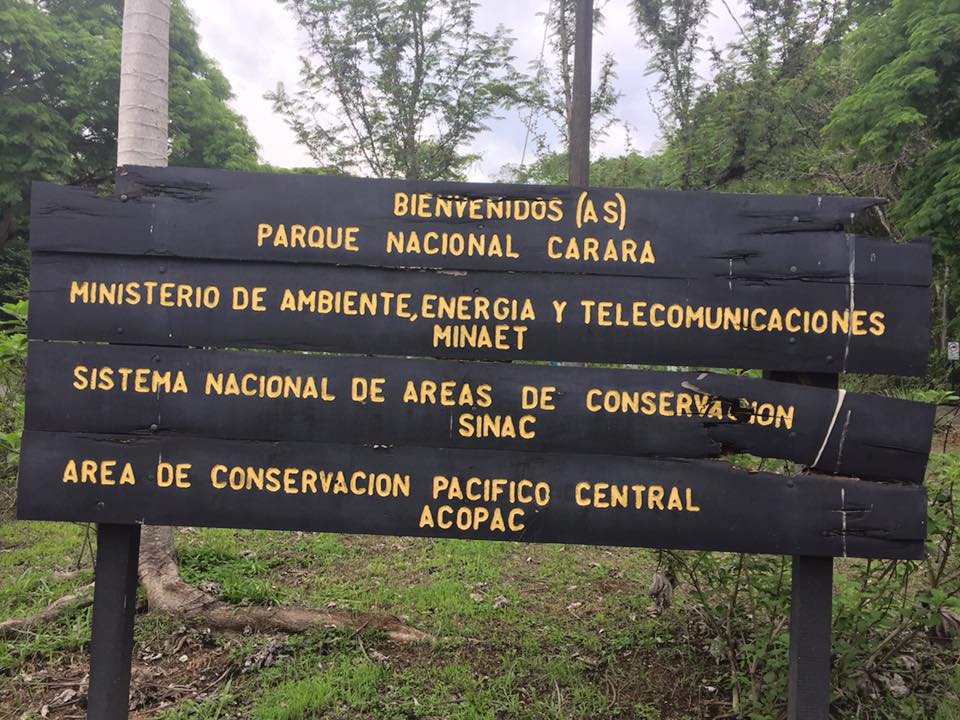 BIENVENIDOS (AS)
PARQUE NACIONAL CARARA
MINISTERIO DE AMBIENTE, ENERGIA Y TELECOMUNICACIONES
MINAET
SISTEMA NACIONAL DE AREAS DE CONSERVACION
SINAC
AREA DE CONSERVACION PACIFICO CENTRAL
ACOPAC